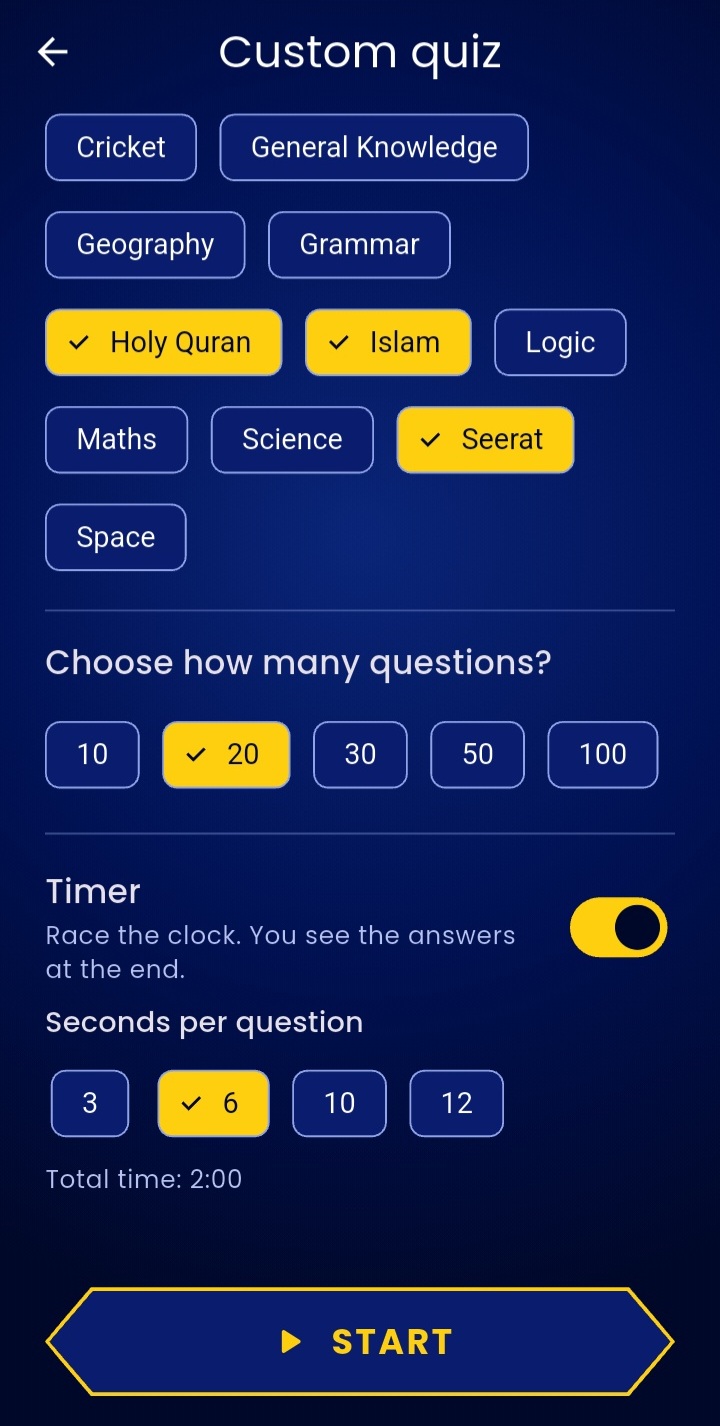 Custom quiz
Cricket General Knowledge
Geography Grammar
Holy Quran Islam Logic
Maths Science Seerat
Space
Choose how many questions?
10 20 30 50 100
Timer
Race the clock. You see the answers
at the end.
Seconds per question
3 6 10 12
Total time: 2:00
START